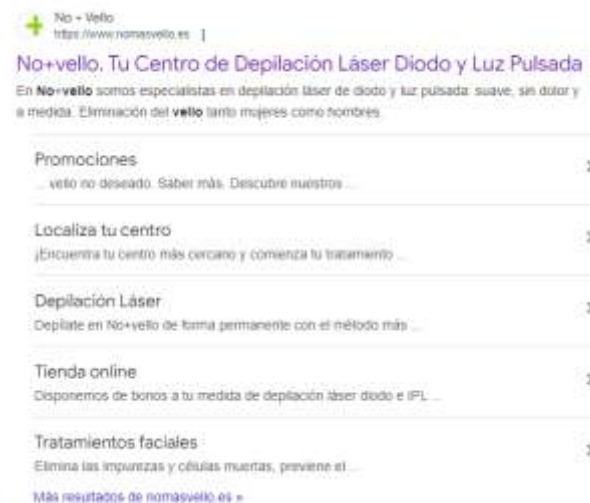 No + Vello
https://www.nomasvello.es
No+vello. Tu Centro de Depilación Láser Diodo y Luz Pulsada
En No+vello somos especialistas en depilación láser de diodo y luz pulsada: suave, sin dolor y
a medida. Eliminación del vello tanto mujeres como hombres.
Promociones
... vello no deseado. Saber más. Descubre nuestros ...
Localiza tu centro
¡Encuentra tu centro más cercano y comienza tu tratamiento ...
Depilación Láser
Depílate en No+vello de forma permanente con el método más ...
Tienda online
Disponemos de bonos a tu medida de depilación láser diodo e IPL ...
Tratamientos faciales
Elimina las impurezas y células muertas, previene el ...
Más resultados de nomasvello.es »